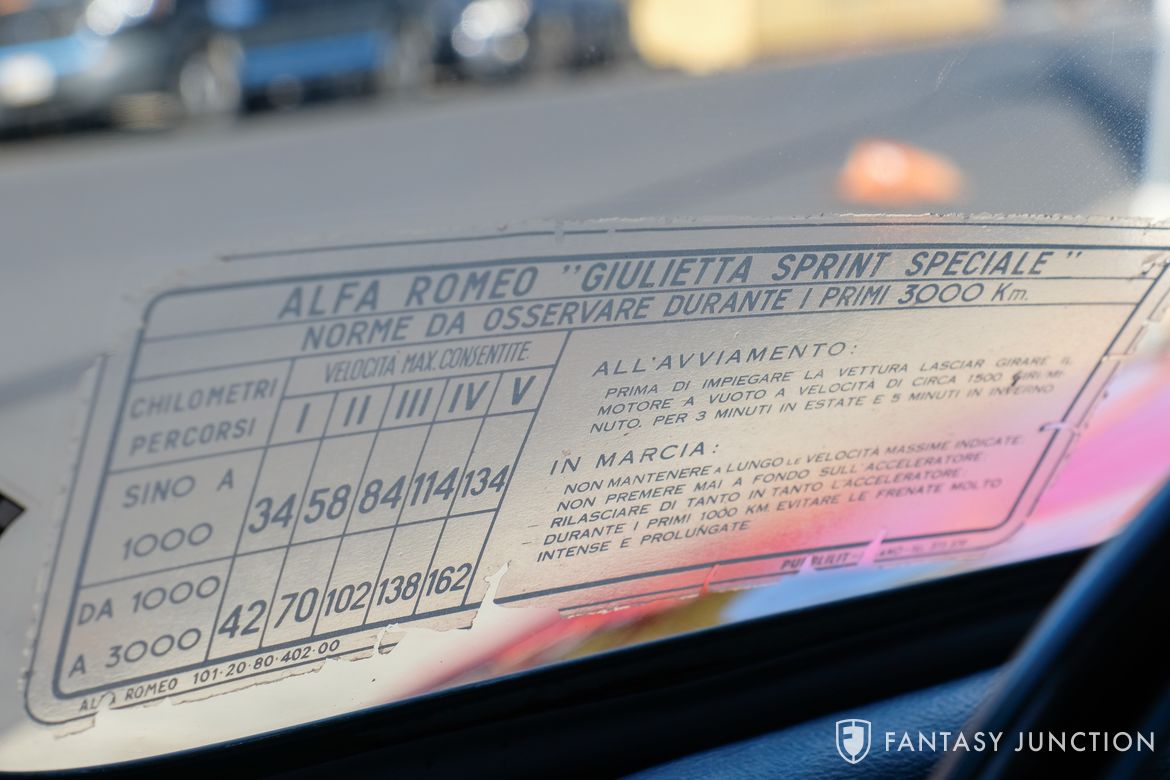 ALFA ROMEO "GIULIETTA SPRINT SPECIALE"
NORME DA OSSERVARE DURANTE I PRIMI 3000 Km.
CHILOMETRI PERCORSI
VELOCITÀ MAX. CONSENTITE
I II III IV V
SINO A 1000
34 58 84 114 134
DA 1000 A 3000
42 70 102 138 162
ALFA ROMEO 101·20·80·402·00
ALL'AVVIAMENTO:
PRIMA DI IMPIEGARE LA VETTURA LASCIAR GIRARE IL
MOTORE A VUOTO A VELOCITÀ DI CIRCA 1500 GIRI/MI-
NUTO, PER 3 MINUTI IN ESTATE E 5 MINUTI IN INVERNO
IN MARCIA:
NON MANTENERE A LUNGO LE VELOCITÀ MASSIME INDICATE:
NON PREMERE MAI A FONDO SULL'ACCELERATORE.
RILASCIARE DI TANTO IN TANTO L'ACCELERATORE.
DURANTE I PRIMI 1000 KM. EVITARE LE FRENATE MOLTO
INTENSE E PROLUNGATE
FANTASY JUNCTION